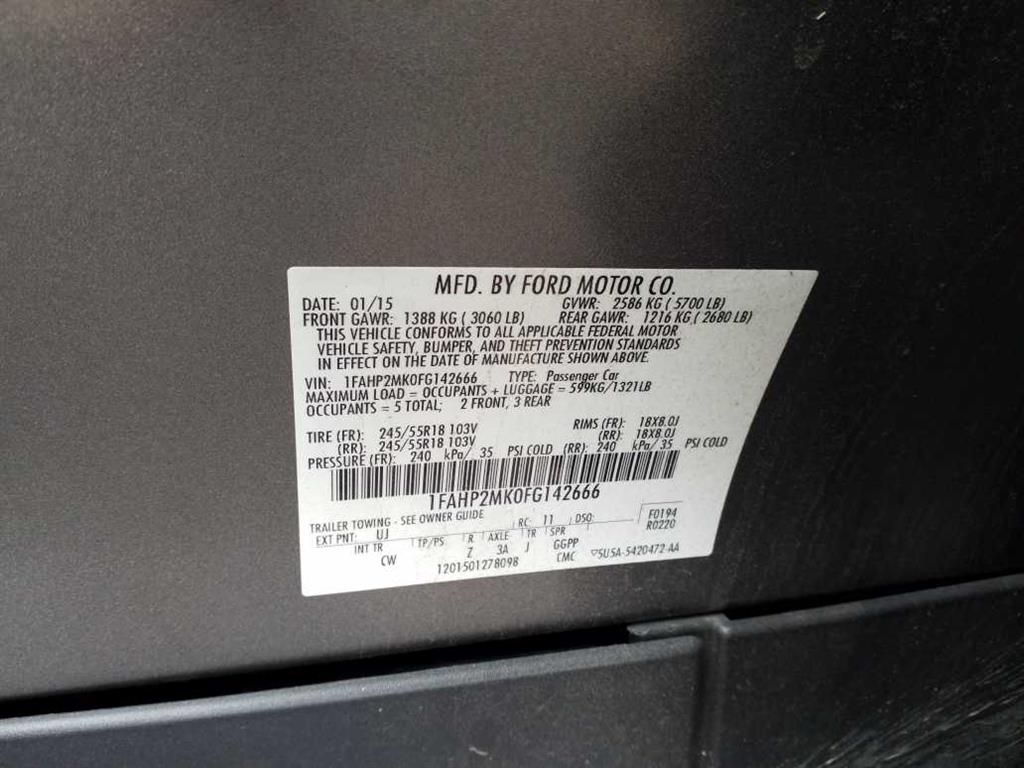 MFD. BY FORD MOTOR CO.
DATE: 01/15 GVWR: 2586 KG ( 5700 LB)
FRONT GAWR: 1388 KG ( 3060 LB) REAR GAWR: 1216 KG ( 2680 LB)
THIS VEHICLE CONFORMS TO ALL APPLICABLE FEDERAL MOTOR
VEHICLE SAFETY, BUMPER, AND THEFT PREVENTION STANDARDS
IN EFFECT ON THE DATE OF MANUFACTURE SHOWN ABOVE.
VIN: 1FAHP2MK0FG142666 TYPE: Passenger Car
MAXIMUM LOAD = OCCUPANTS + LUGGAGE = 599KG/1321LB
OCCUPANTS = 5 TOTAL; 2 FRONT, 3 REAR
TIRE (FR): 245/55R18 103V RIMS (FR): 18X8.0J
(RR): 245/55R18 103V (RR): 18X8.0J
PRESSURE (FR): 240 kPa/ 35 PSI COLD (RR): 240 kPa/ 35 PSI COLD
1FAHP2MK0FG142666
TRAILER TOWING - SEE OWNER GUIDE
EXT PNT: UJ RC: 11 DSO: F0194
R0220
INT TR TP/PS R AXLE TR SPR
CW Z 3A J GGPP
1201501278098 CMC ▽5U5A-5420472-AA